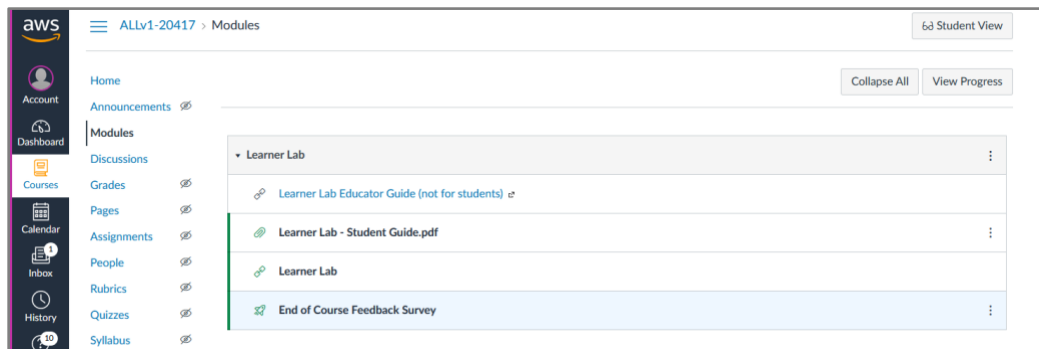 aws
ALLv1-20417 > Modules
Student View
Account
Dashboard
Courses
Calendar
1
Inbox
History
10
Home
Announcements
Modules
Discussions
Grades
Pages
Assignments
People
Rubrics
Quizzes
Syllabus
Collapse All
View Progress
Learner Lab
Learner Lab Educator Guide (not for students)
Learner Lab - Student Guide.pdf
Learner Lab
End of Course Feedback Survey